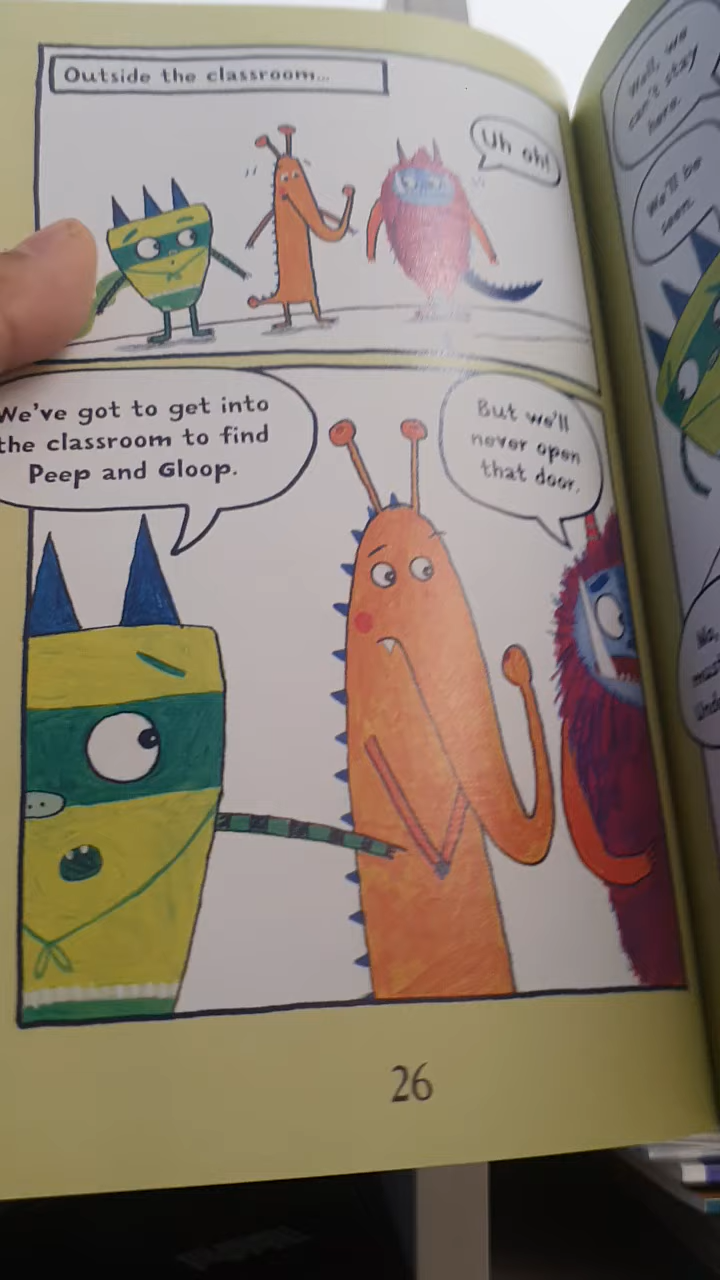 Outside the classroom...
Uh oh!
We've got to get into
the classroom to find
Peep and Gloop.
But we'll
never open
that door.
26
Well, we
can't stay
here.
We'll be
seen.
No,